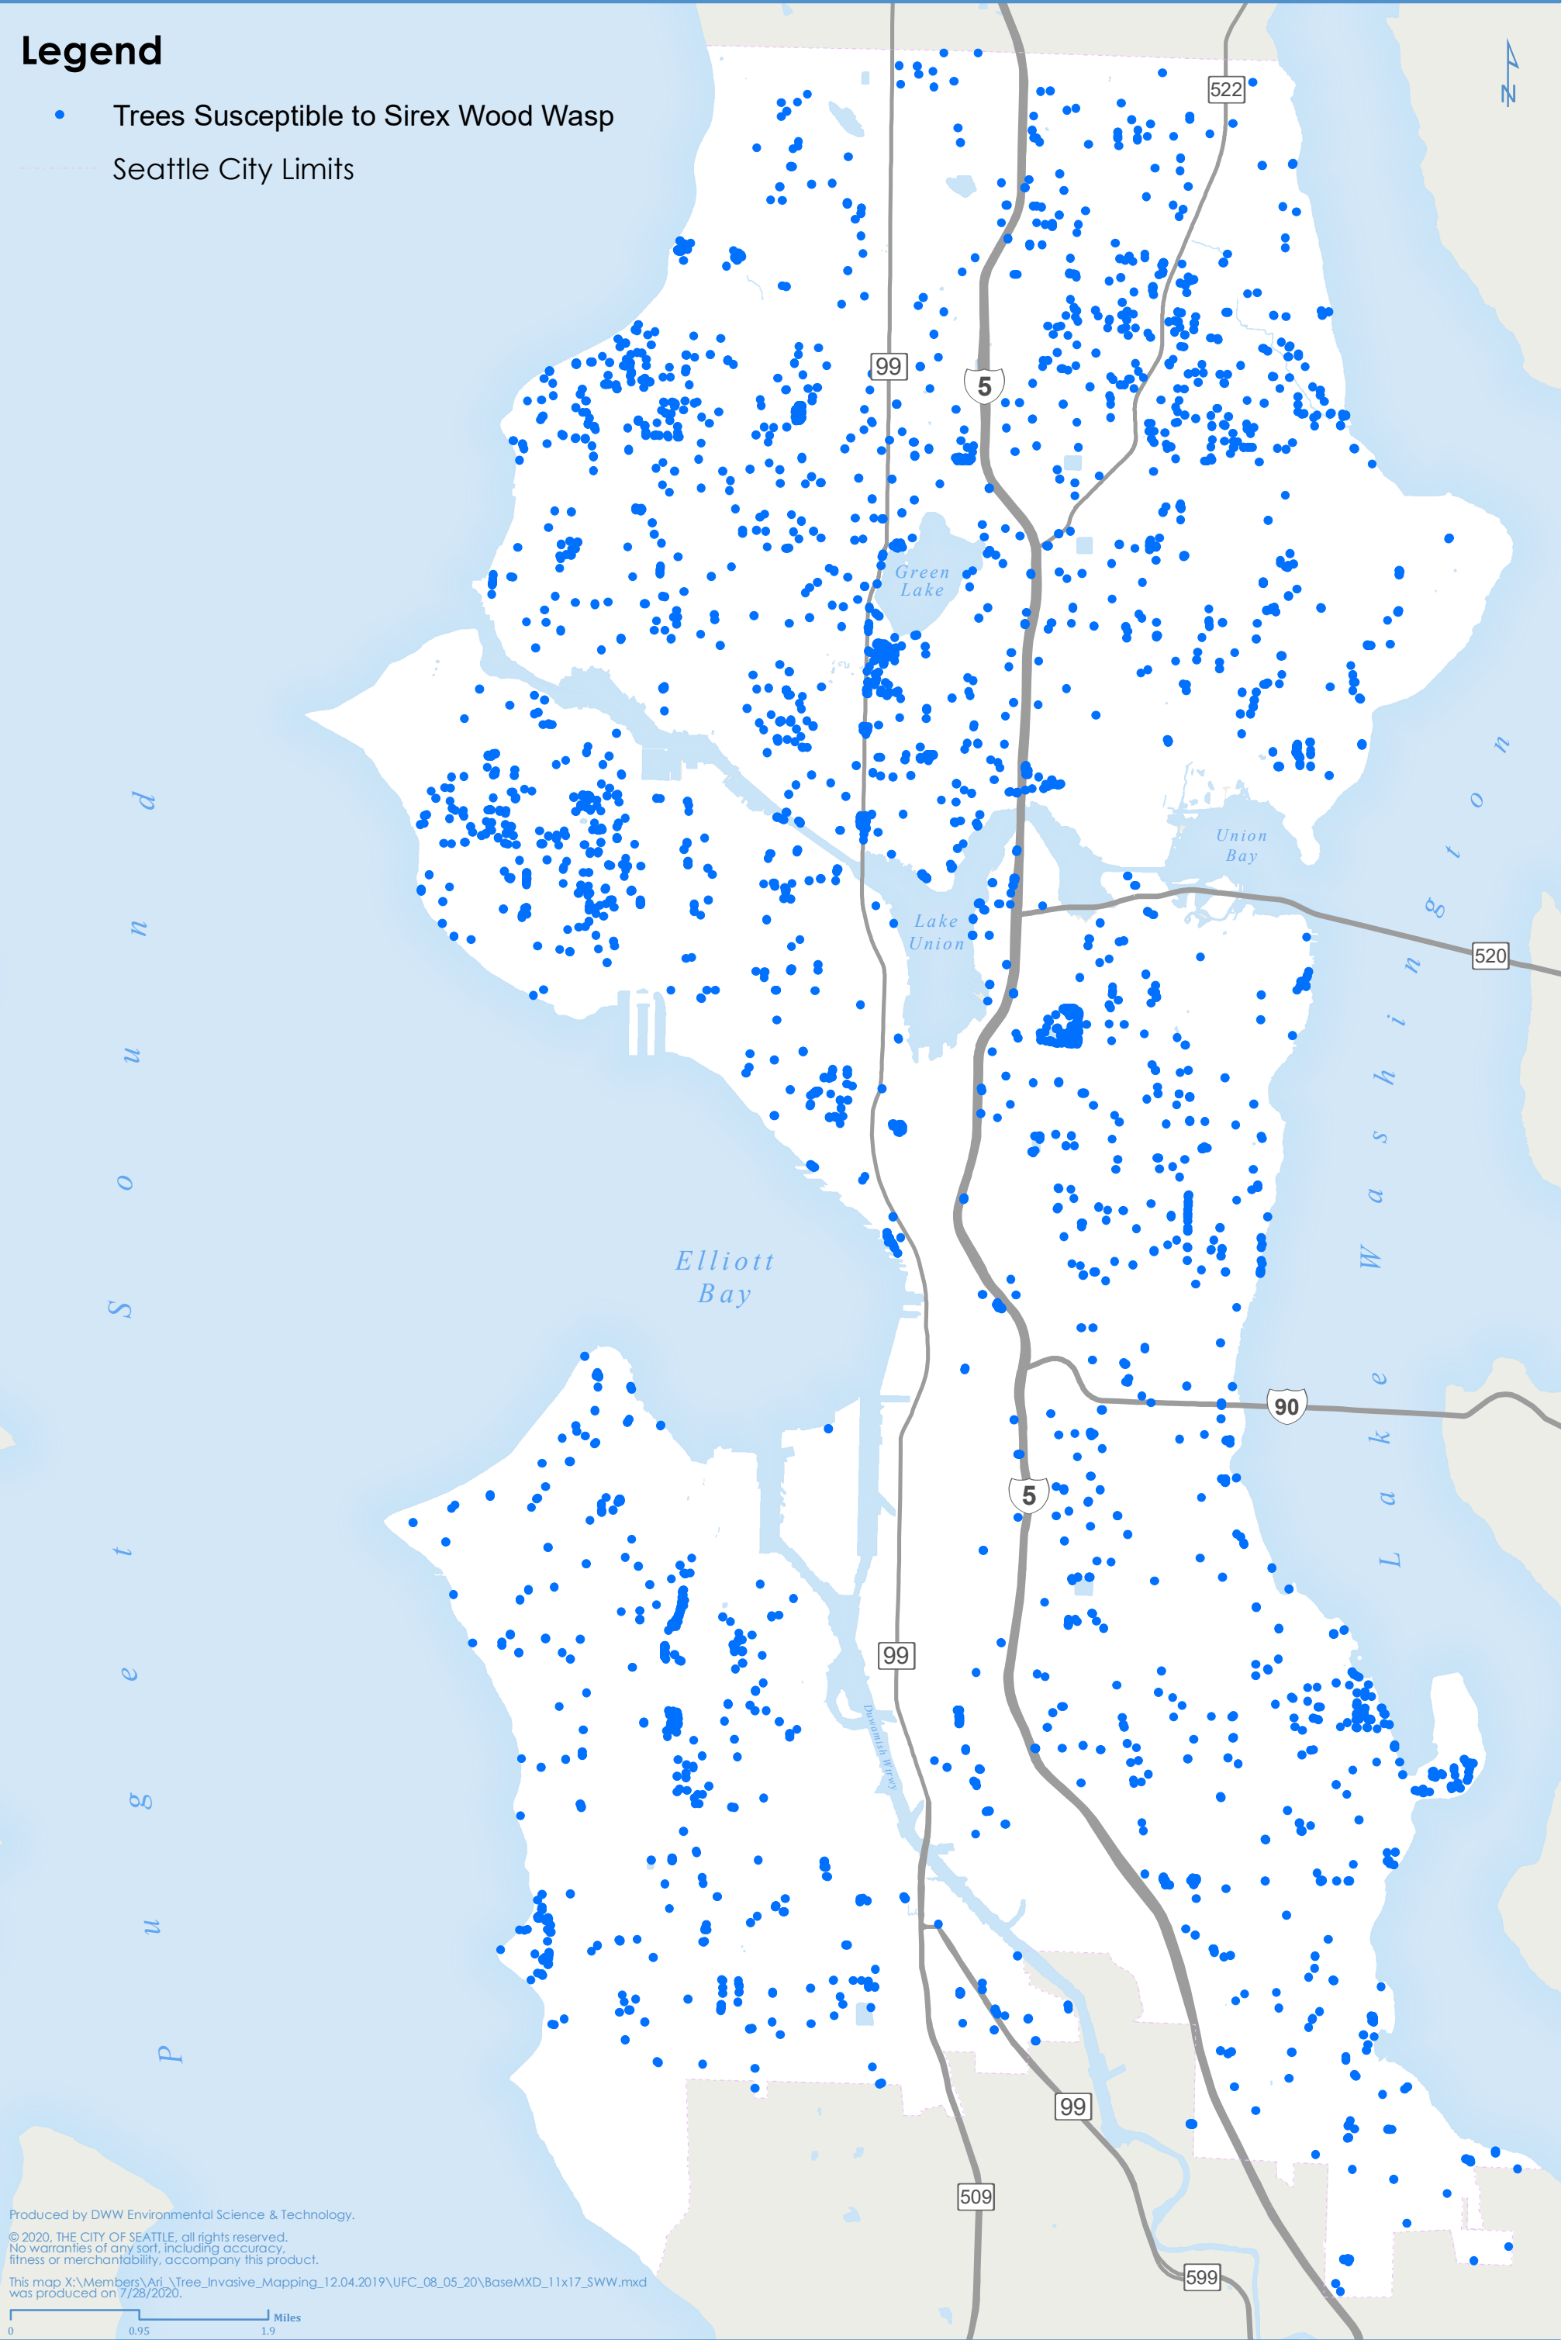 Legend
Trees Susceptible to Sirex Wood Wasp
Seattle City Limits
N
522
99
5
Green
Lake
Union
Bay
Lake
Union
520
Puget Sound
Lake Washington
Elliott
Bay
90
5
99
Duwamish Wtrwy
99
509
599
Produced by DWW Environmental Science & Technology.
© 2020, THE CITY OF SEATTLE, all rights reserved.
No warranties of any sort, including accuracy,
fitness or merchantability, accompany this product.
This map X:\Members\Ari_\Tree_Invasive_Mapping_12.04.2019\UFC_08_05_20\BaseMXD_11x17_SWW.mxd
was produced on 7/28/2020.
Miles
0 0.95 1.9